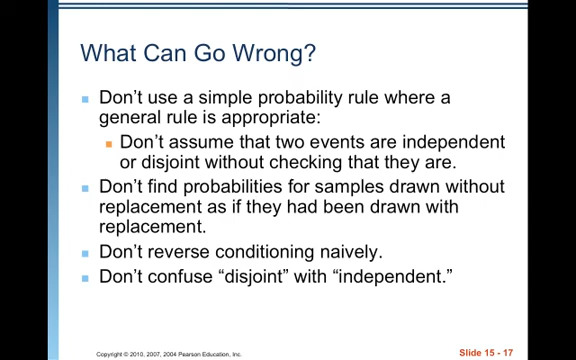 What Can Go Wrong?
Don't use a simple probability rule where a
general rule is appropriate:
Don't assume that two events are independent
or disjoint without checking that they are.
Don't find probabilities for samples drawn without
replacement as if they had been drawn with
replacement.
Don't reverse conditioning naively.
Don't confuse “disjoint” with “independent.”
Copyright © 2010, 2007, 2004 Pearson Education, Inc.
Slide 15 - 17